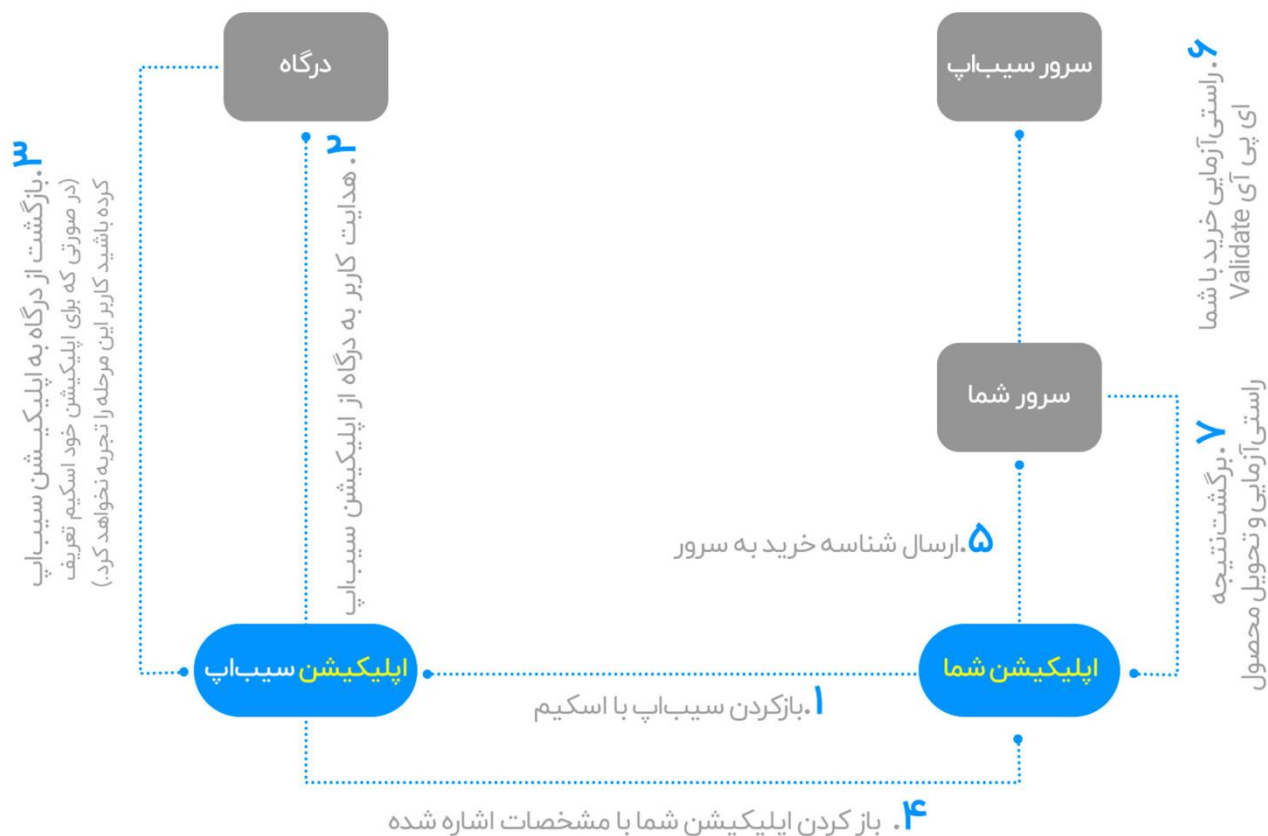 درگاه
سرور سیب‌اپ
۶.راستی‌آزمایی خرید با شما
ای پی آی Validate
۳.بازگشت از درگاه به اپلیکیشن سیب‌اپ
(در صورتی که برای اپلیکیشن خود اسکیم تعریف
کرده باشید کاربر این مرحله را تجربه نخواهد کرد.)
۲. هدایت کاربر به درگاه از اپلیکیشن سیب‌اپ
سرور شما
۷.برگشت نتیجه
راستی‌آزمایی و تحویل محصول
۵.ارسال شناسه خرید به سرور
اپلیکیشن شما
اپلیکیشن سیب‌اپ
۱.بازکردن سیب‌اپ با اسکیم
۴. باز کردن اپلیکیشن شما با مشخصات اشاره شده